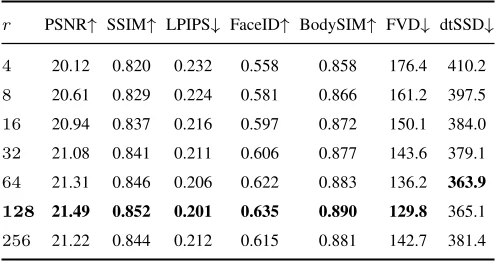 r PSNR↑ SSIM↑ LPIPS↓ FaceID↑ BodySIM↑ FVD↓ dtSSD↓
4 20.12 0.820 0.232 0.558 0.858 176.4 410.2
8 20.61 0.829 0.224 0.581 0.866 161.2 397.5
16 20.94 0.837 0.216 0.597 0.872 150.1 384.0
32 21.08 0.841 0.211 0.606 0.877 143.6 379.1
64 21.31 0.846 0.206 0.622 0.883 136.2 363.9
128 21.49 0.852 0.201 0.635 0.890 129.8 365.1
256 21.22 0.844 0.212 0.615 0.881 142.7 381.4